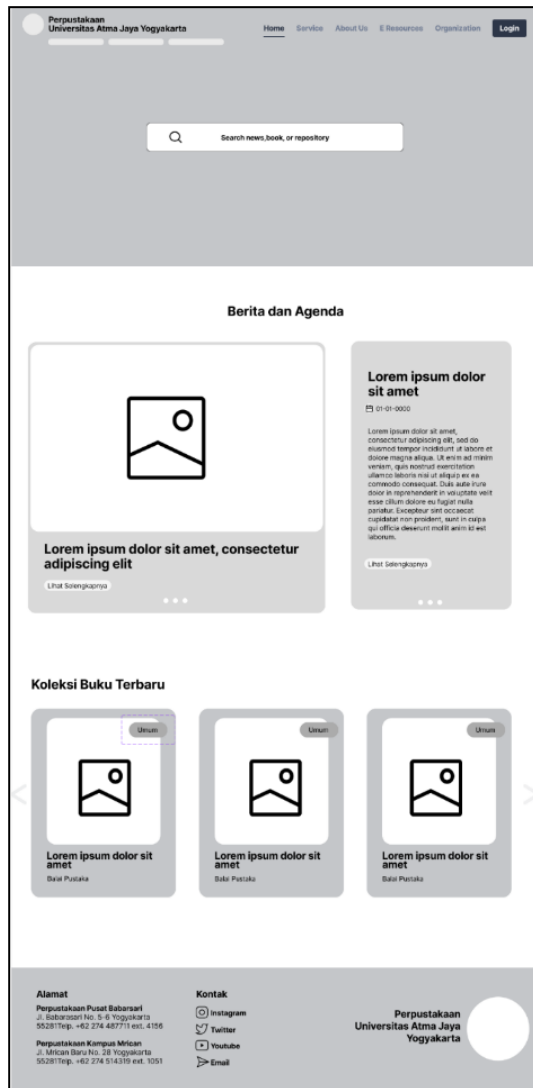 Perpustakaan
Universitas Atma Jaya Yogyakarta
Home Service About Us E Resources Organization Login
Search news,book, or repository
Berita dan Agenda
Lorem ipsum dolor sit amet, consectetur
adipiscing elit
Lihat Selengkapnya
Lorem ipsum dolor
sit amet
01-01-0000
Lorem ipsum dolor sit amet,
consectetur adipiscing elit, sed do
eiusmod tempor incididunt ut labore et
dolore magna aliqua. Ut enim ad minim
veniam, quis nostrud exercitation
ullamco laboris nisi ut aliquip ex ea
commodo consequat. Duis aute irure
dolor in reprehenderit in voluptate velit
esse cillum dolore eu fugiat nulla
pariatur. Excepteur sint occaecat
cupidatat non proident, sunt in culpa
qui officia deserunt mollit anim id est
laborum.
Lihat Selengkapnya
Koleksi Buku Terbaru
Umum
Lorem ipsum dolor sit
amet
Balai Pustaka
Umum
Lorem ipsum dolor sit
amet
Balai Pustaka
Umum
Lorem ipsum dolor sit
amet
Balai Pustaka
Alamat
Perpustakaan Pusat Babarsari
Jl. Babarasari No. 5-6 Yogyakarta
55281Telp. +62 274 487711 ext. 4156
Perpustakaan Kampus Mrican
Jl. Mrican Baru No. 28 Yogyakarta
55281Telp. +62 274 514319 ext. 1051
Kontak
Instagram
Twitter
Youtube
Email
Perpustakaan
Universitas Atma Jaya
Yogyakarta